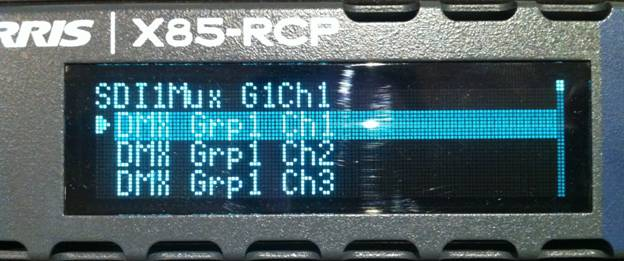 RRIS | X85-RCP
SDI1Mux G1Ch1
DMX Grp1 Ch1
DMX Grp1 Ch2
DMX Grp1 Ch3